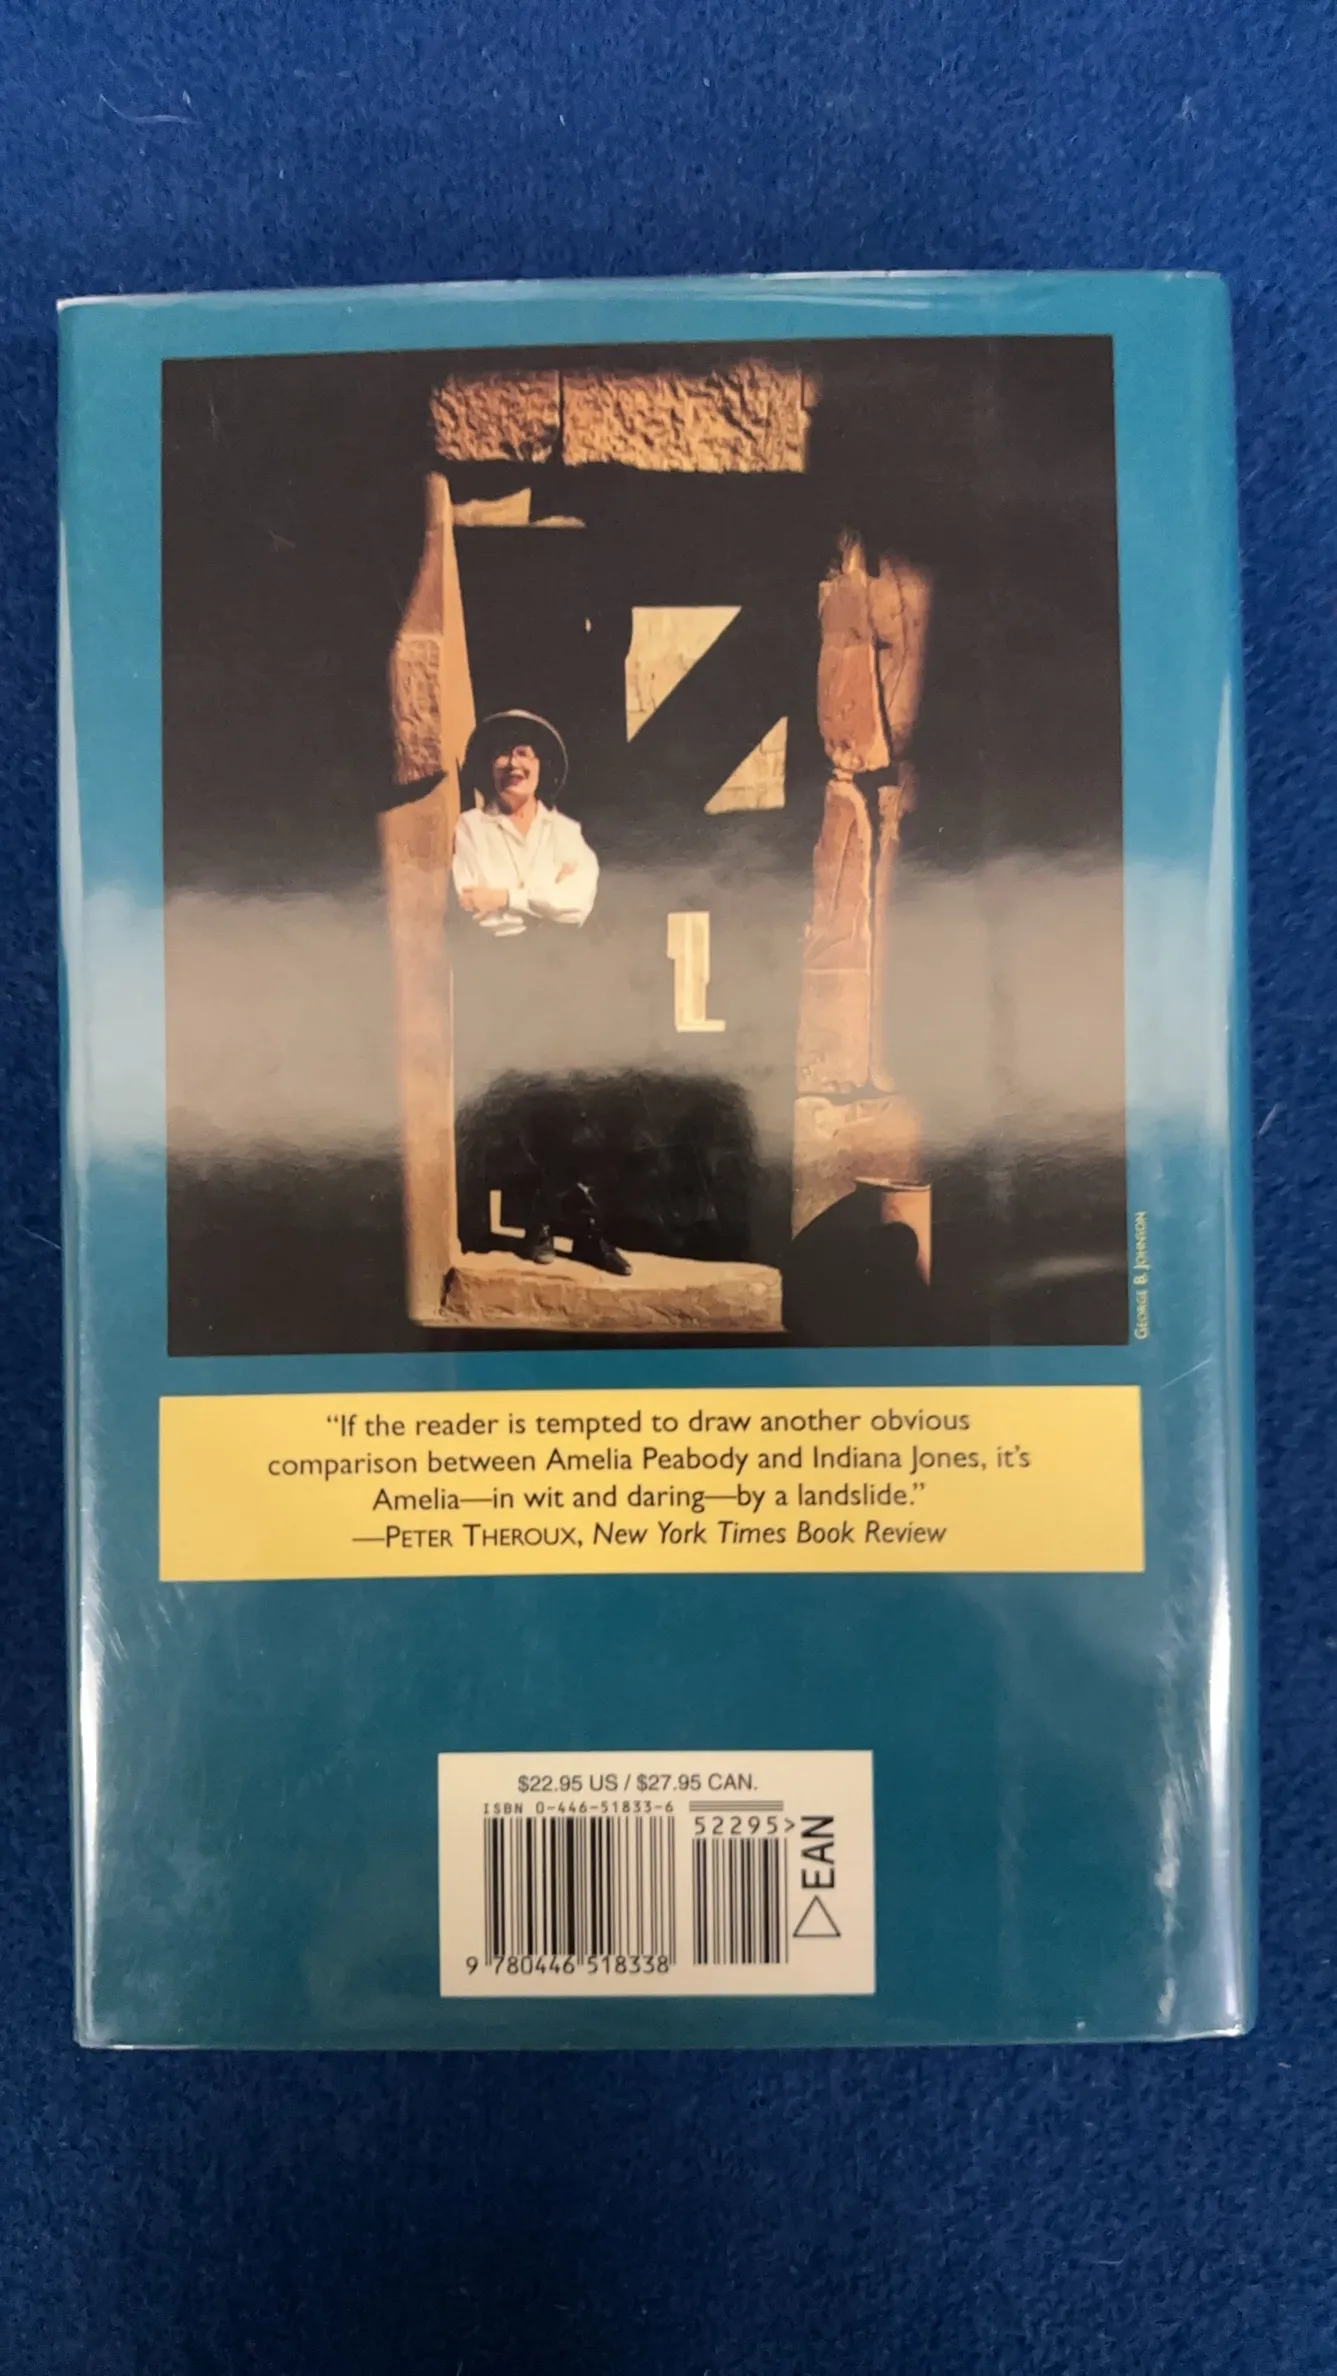 GEORGE B. JOHNSON
“If the reader is tempted to draw another obvious
comparison between Amelia Peabody and Indiana Jones, it’s
Amelia—in wit and daring—by a landslide.”
—PETER THEROUX, New York Times Book Review
$22.95 US / $27.95 CAN.
ISBN 0-446-51833-6
52295>
EAN
9 780446 518338